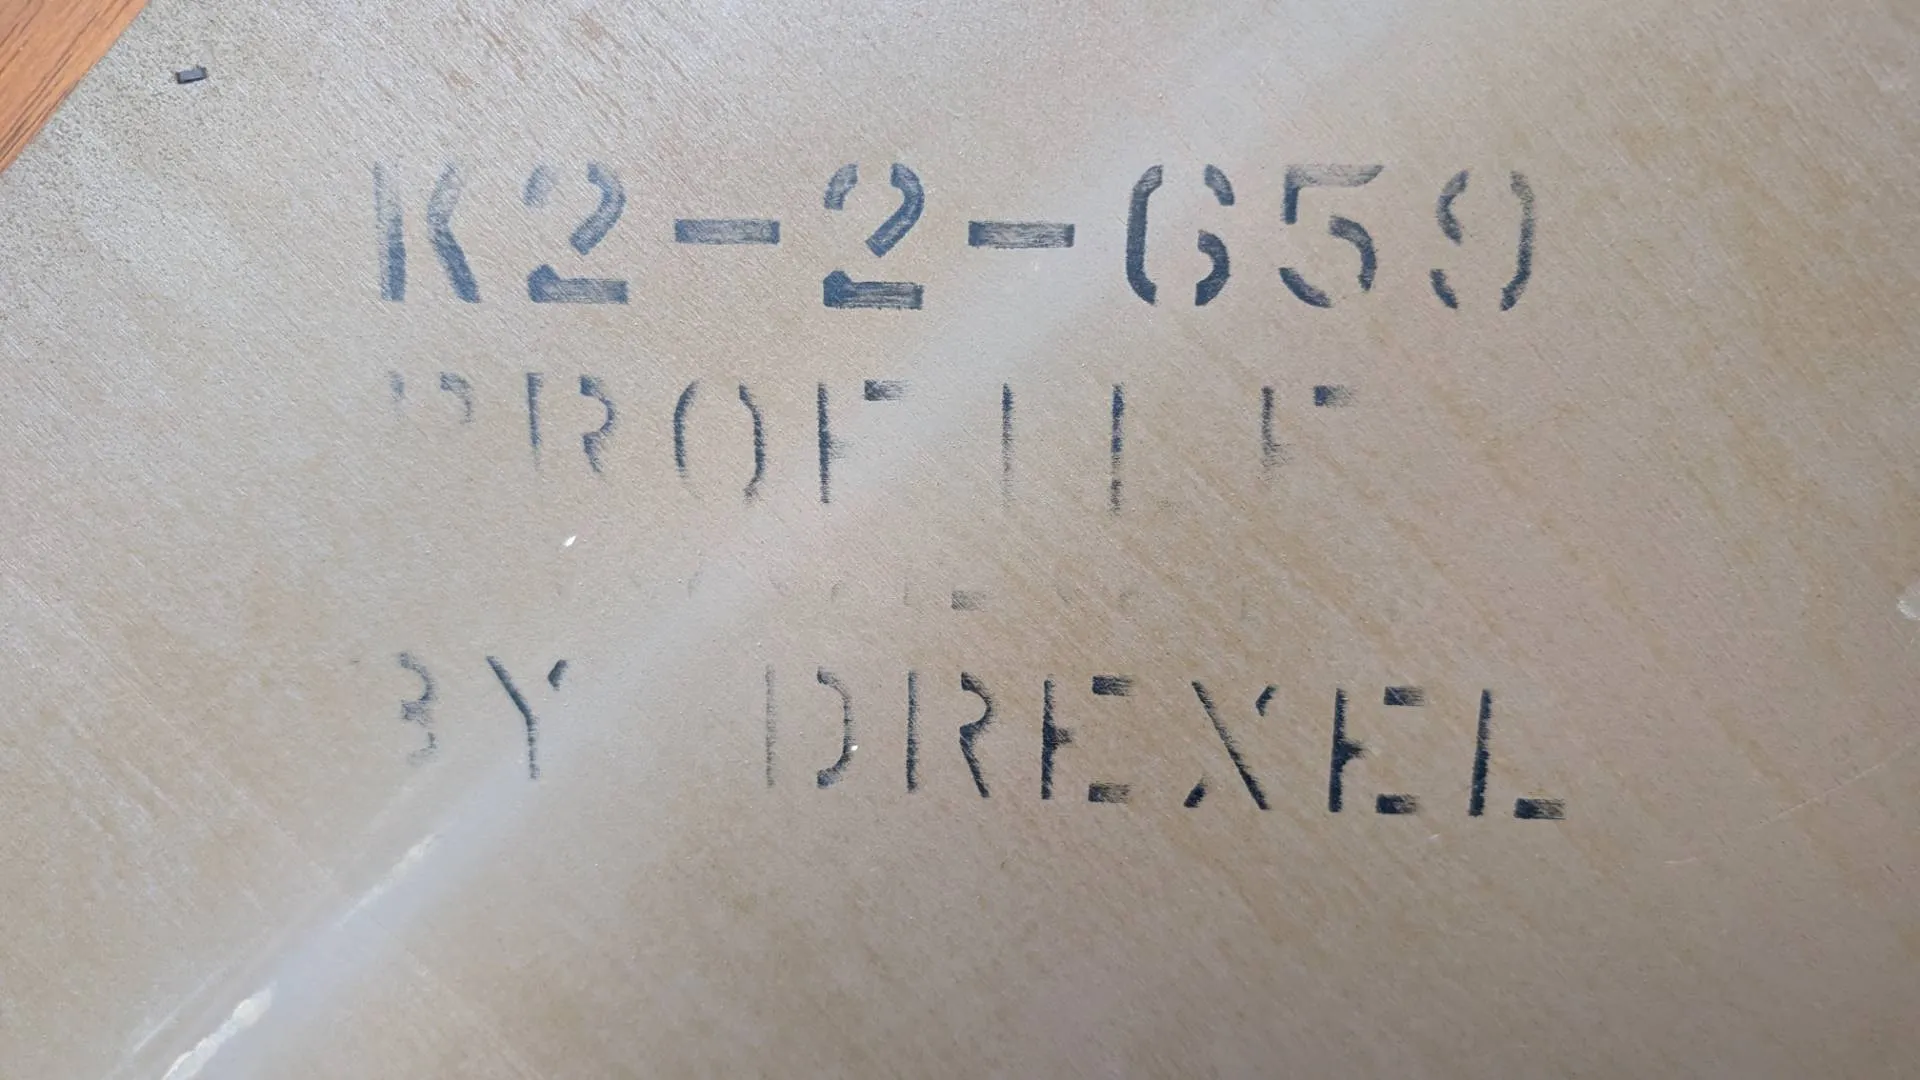 K2-2-659
PROFILE
BY DREXEL